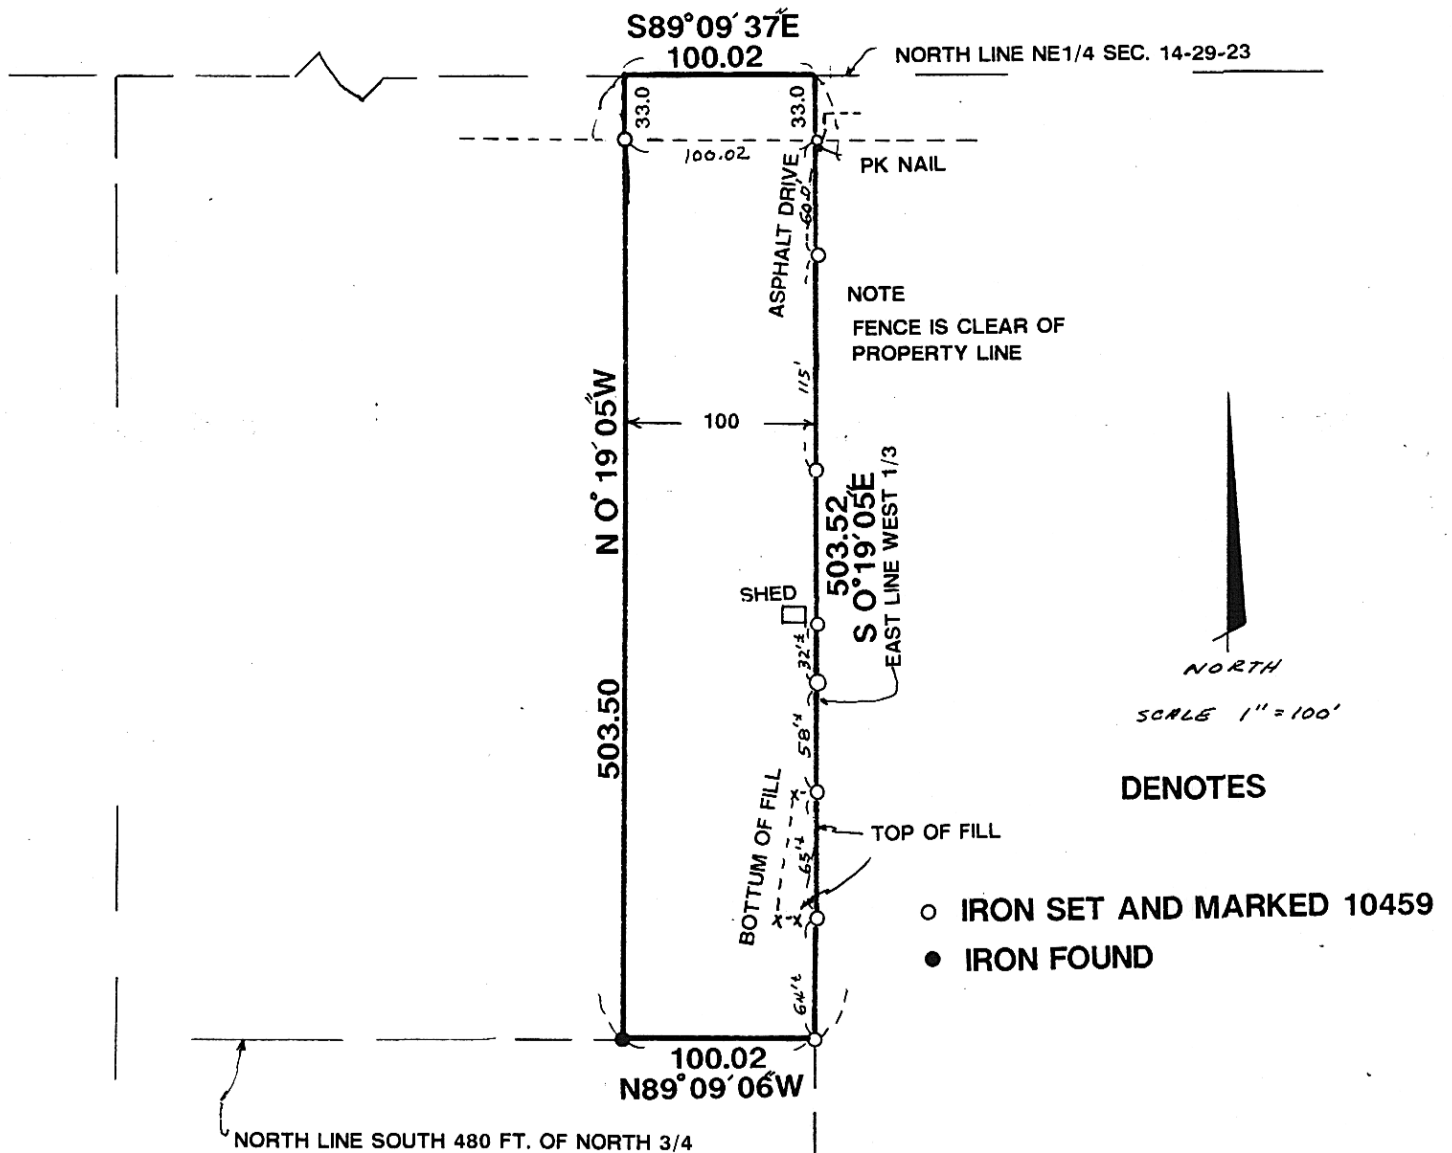 S89°09'37"E
100.02
NORTH LINE NE1/4 SEC. 14-29-23
33.0
33.0
100.02
PK NAIL
ASPHALT DRIVE
60.0'
NOTE
FENCE IS CLEAR OF
PROPERTY LINE
115'
100
N 0°19'05"W
503.50
503.52
S 0°19'05"E
EAST LINE WEST 1/3
SHED
32'±
58'±
NORTH
SCALE 1"=100'
DENOTES
BOTTOM OF FILL
TOP OF FILL
65'±
○ IRON SET AND MARKED 10459
● IRON FOUND
64'±
100.02
N89°09'06"W
NORTH LINE SOUTH 480 FT. OF NORTH 3/4